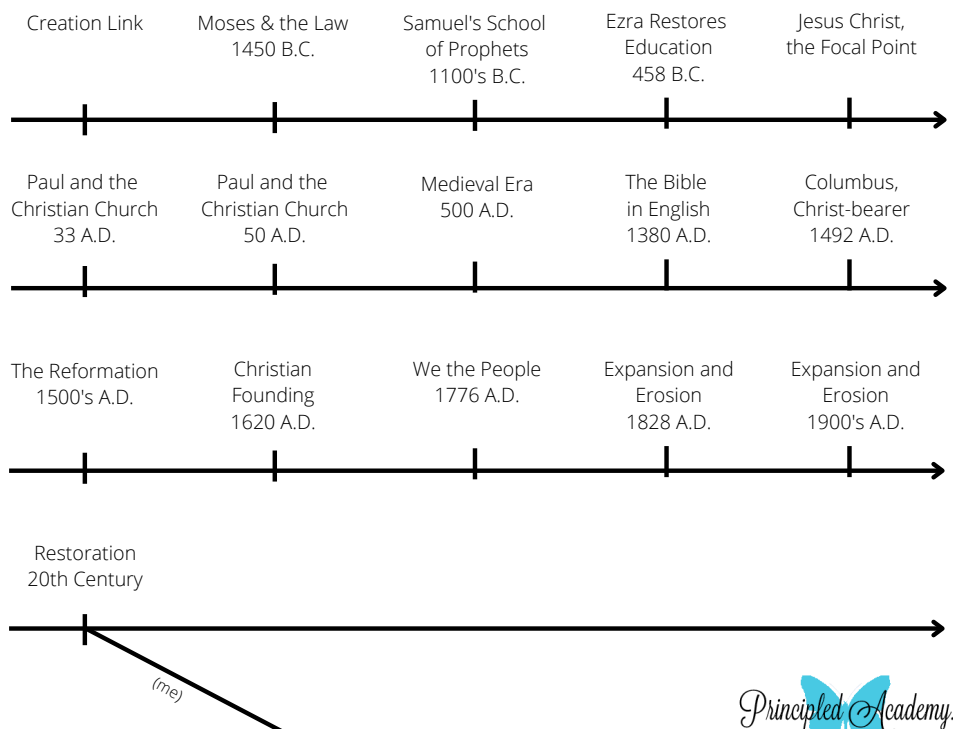 Creation Link
Moses & the Law
1450 B.C.
Samuel's School
of Prophets
1100's B.C.
Ezra Restores
Education
458 B.C.
Jesus Christ,
the Focal Point
Paul and the
Christian Church
33 A.D.
Paul and the
Christian Church
50 A.D.
Medieval Era
500 A.D.
The Bible
in English
1380 A.D.
Columbus,
Christ-bearer
1492 A.D.
The Reformation
1500's A.D.
Christian
Founding
1620 A.D.
We the People
1776 A.D.
Expansion and
Erosion
1828 A.D.
Expansion and
Erosion
1900's A.D.
Restoration
20th Century
(me)
Principled Academy.